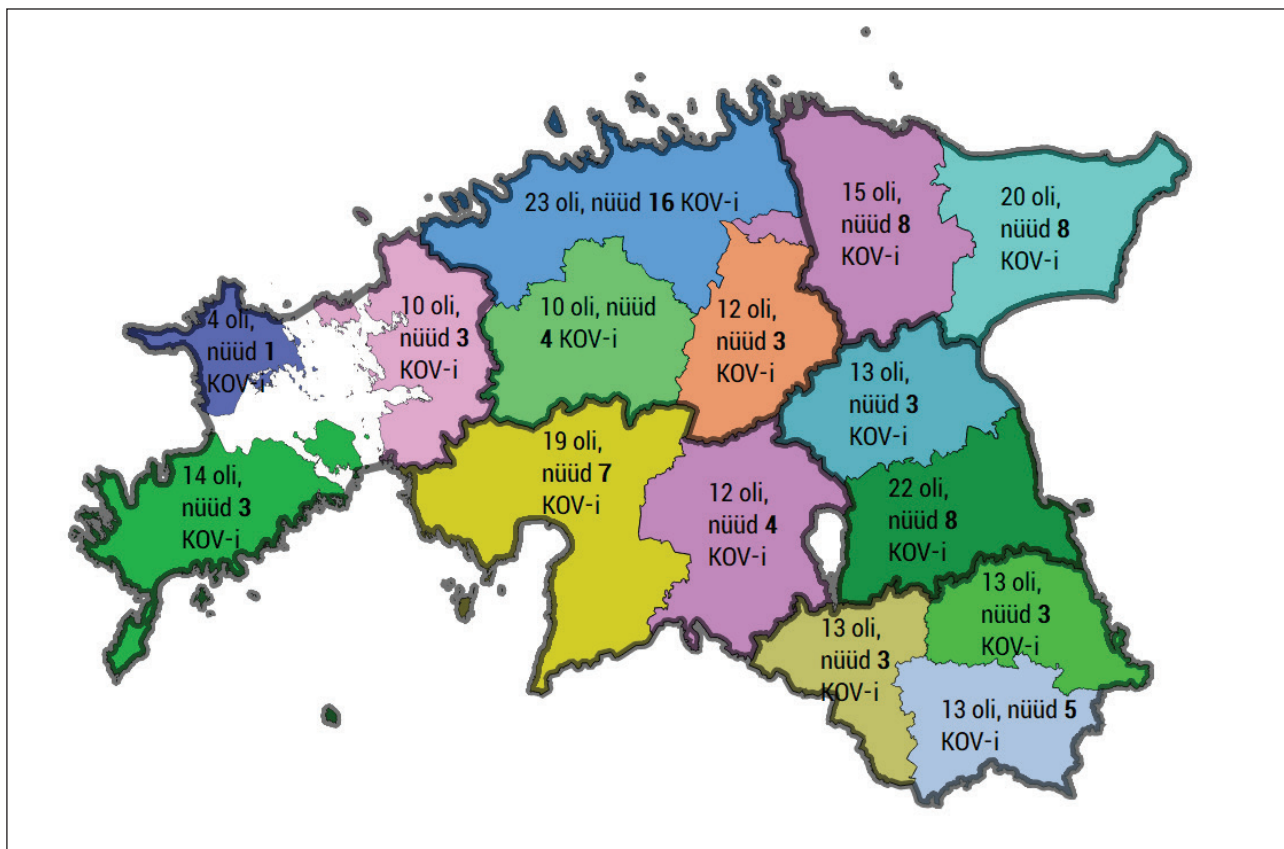 23 oli, nüüd 16 KOV-i
15 oli,
nüüd 8
KOV-i
20 oli,
nüüd 8
KOV-i
4 oli,
nüüd 1
KOV-i
10 oli,
nüüd 3
KOV-i
10 oli, nüüd
4 KOV-i
12 oli,
nüüd 3
KOV-i
13 oli,
nüüd 3
KOV-i
14 oli,
nüüd 3
KOV-i
19 oli,
nüüd 7
KOV-i
12 oli,
nüüd 4
KOV-i
22 oli,
nüüd 8
KOV-i
13 oli,
nüüd 3
KOV-i
13 oli,
nüüd 3
KOV-i
13 oli, nüüd 5
KOV-i